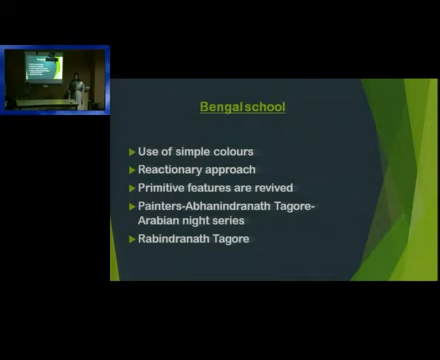 Bengal school
Use of simple colours
Reactionary approach
Primitive features are revived
Painters-Abhanindranath Tagore-
Arabian night series
Rabindranath Tagore